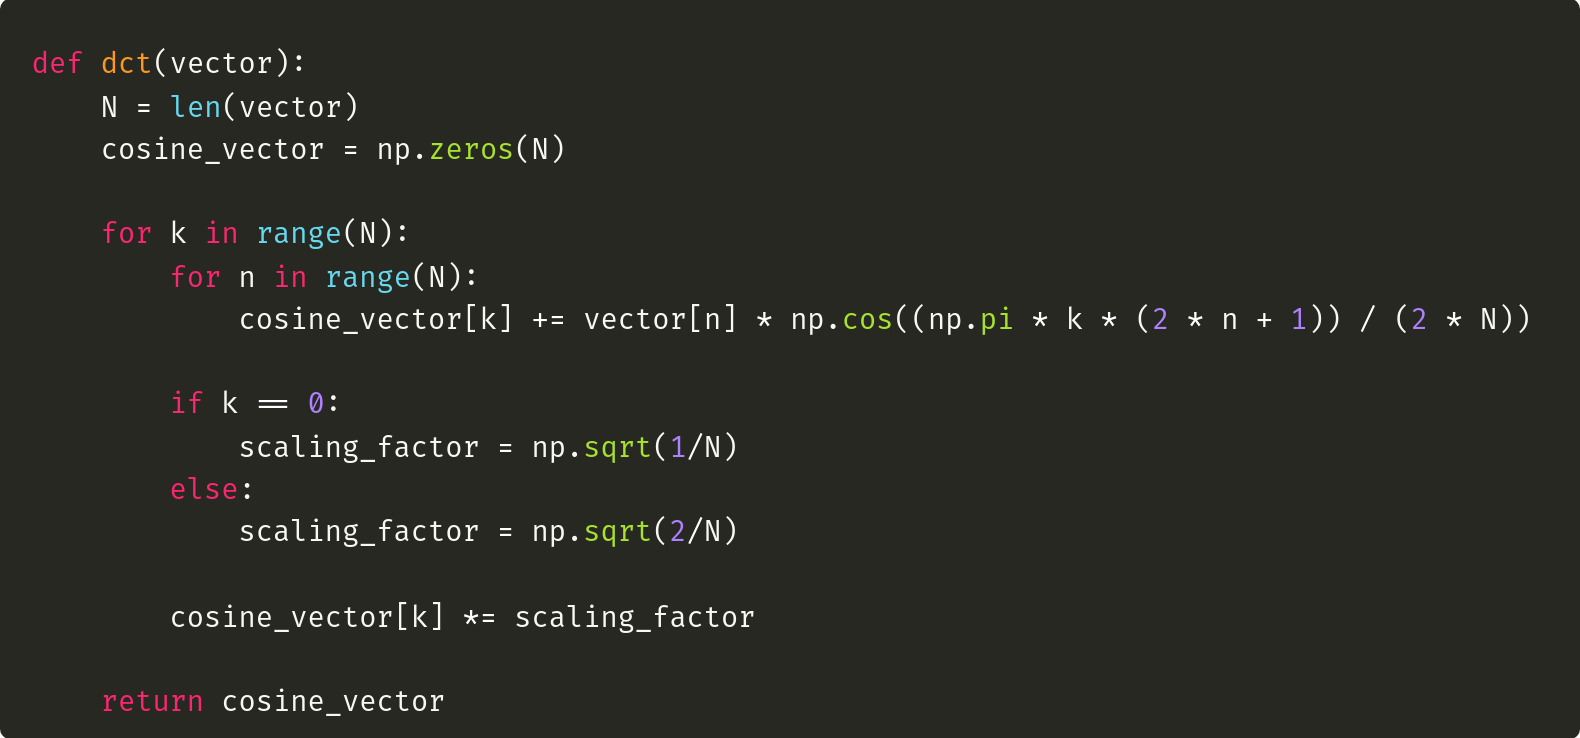 def dct(vector):
    N = len(vector)
    cosine_vector = np.zeros(N)

    for k in range(N):
        for n in range(N):
            cosine_vector[k] += vector[n] * np.cos((np.pi * k * (2 * n + 1)) / (2 * N))

        if k == 0:
            scaling_factor = np.sqrt(1/N)
        else:
            scaling_factor = np.sqrt(2/N)

        cosine_vector[k] *= scaling_factor

    return cosine_vector